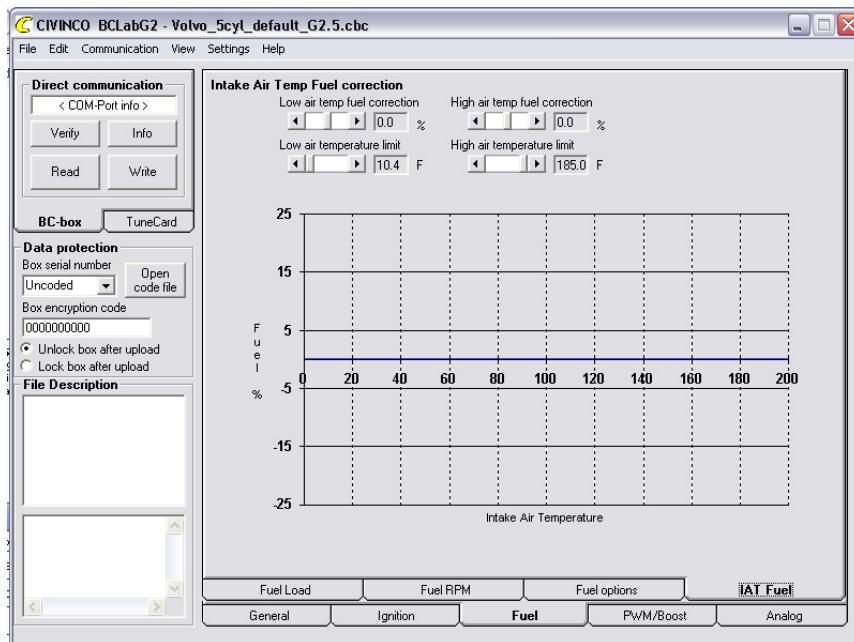 CIVINCO BCLabG2 - Volvo_5cyl_default_G2.5.cbc
File Edit Communication View Settings Help
Direct communication
< COM-Port info >
Verify Info
Read Write
BC-box TuneCard
Data protection
Box serial number
Uncoded
Open code file
Box encryption code
0000000000
Unlock box after upload
Lock box after upload
File Description
Intake Air Temp Fuel correction
Low air temp fuel correction High air temp fuel correction
0.0 % 0.0 %
Low air temperature limit High air temperature limit
10.4 F 185.0 F
25
15
5
-5
-15
-25
Fuel %
0 20 40 60 80 100 120 140 160 180 200
Intake Air Temperature
Fuel Load Fuel RPM Fuel options IAT Fuel
General Ignition Fuel PWM/Boost Analog